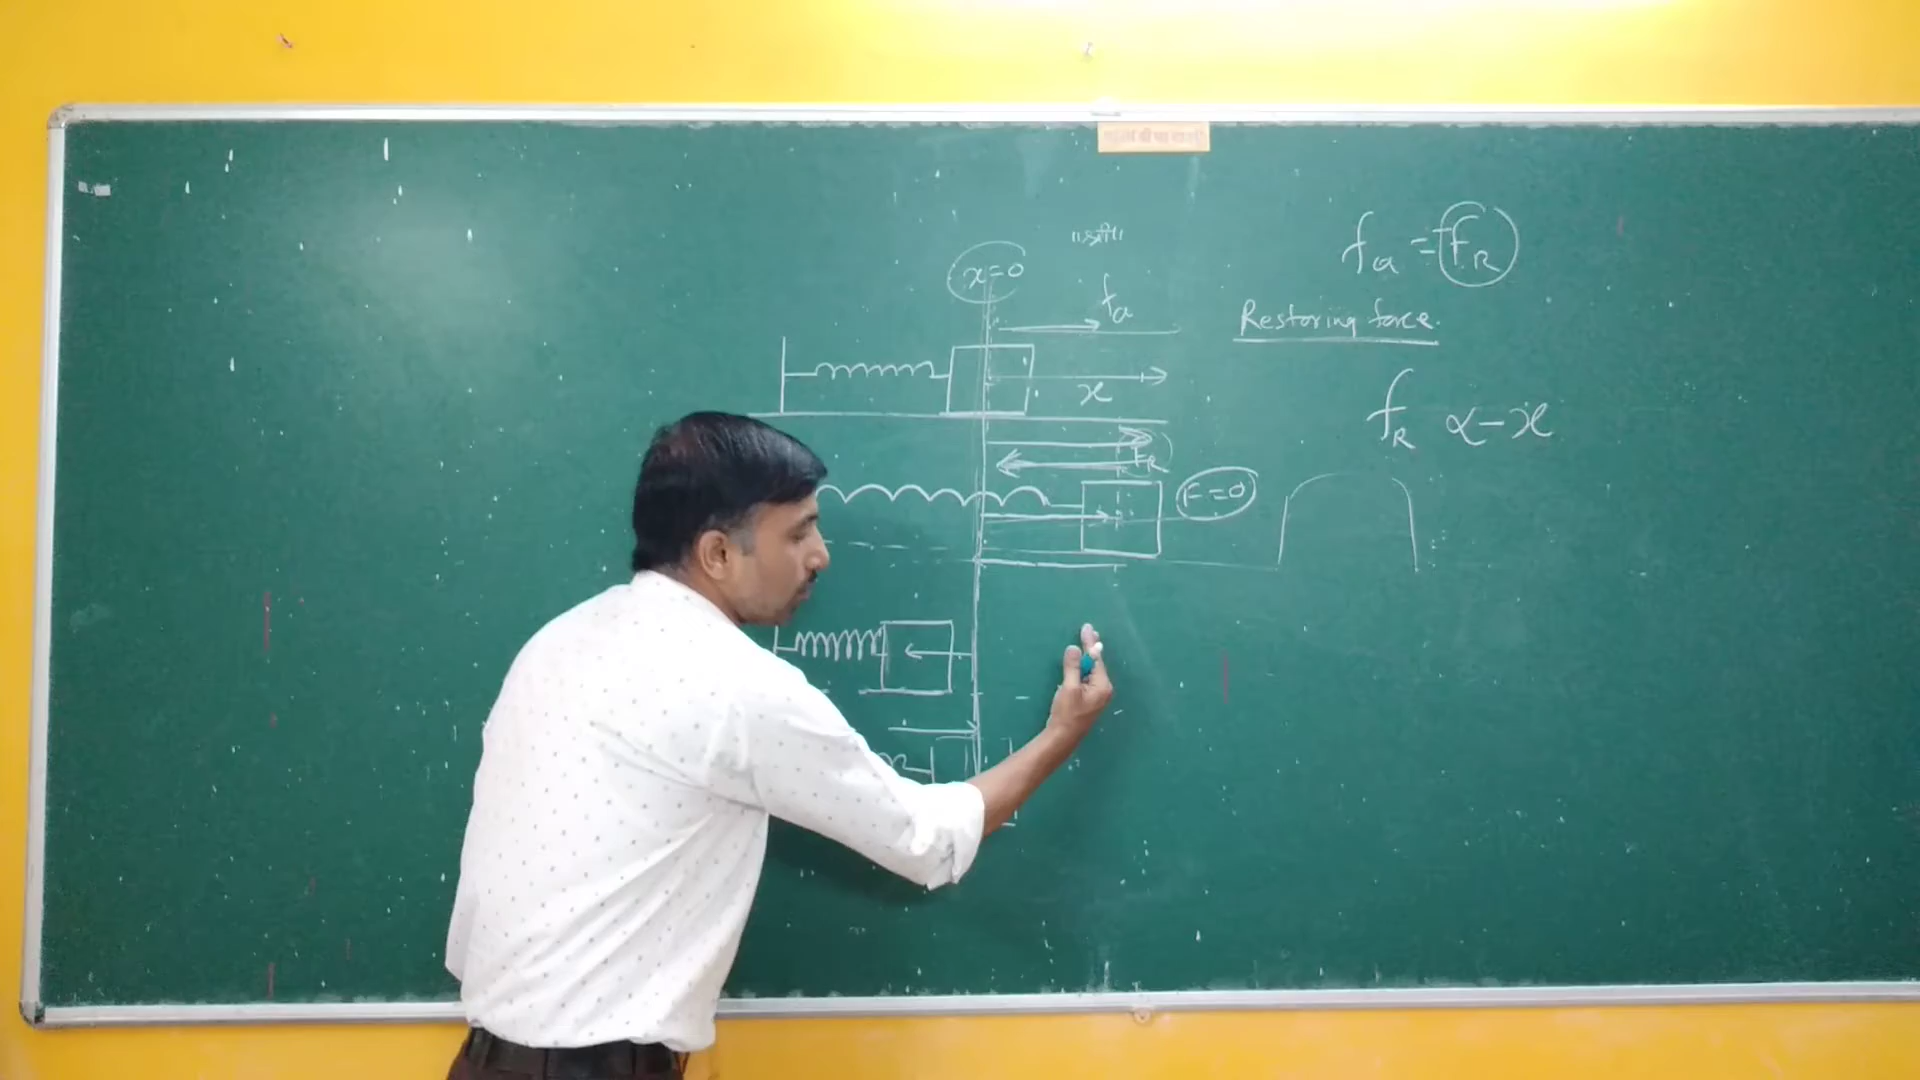 ॥श्री॥
x=0
fa
fa = FR
Restoring force.
x
fR α-x
FR
F=0